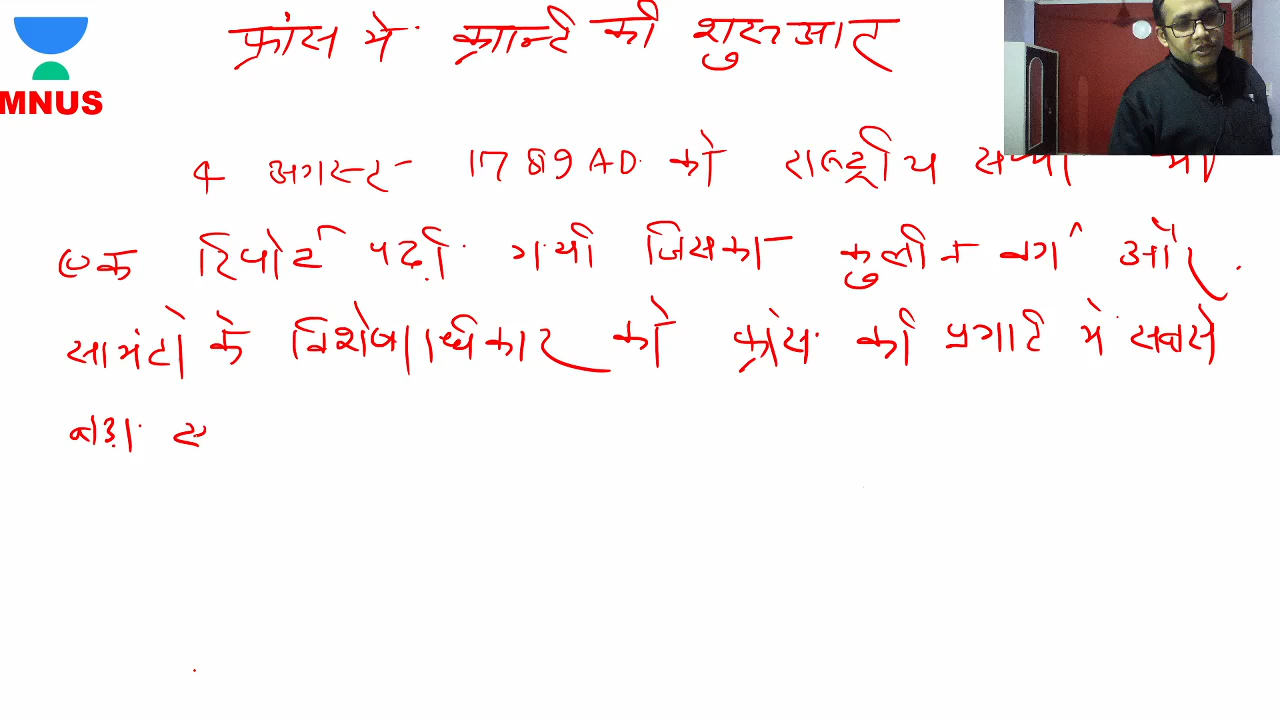 MNUS
फ्रांस मे क्रान्ति की शुरुआत
4 अगस्त 1789 AD को राष्ट्रीय सभा में
एक रिपोर्ट पढ़ी गयी जिसका कुलीन वर्ग और
सामंतो के विशेषाधिकार को फ्रांस की प्रगति मे सबसे
बड़ा